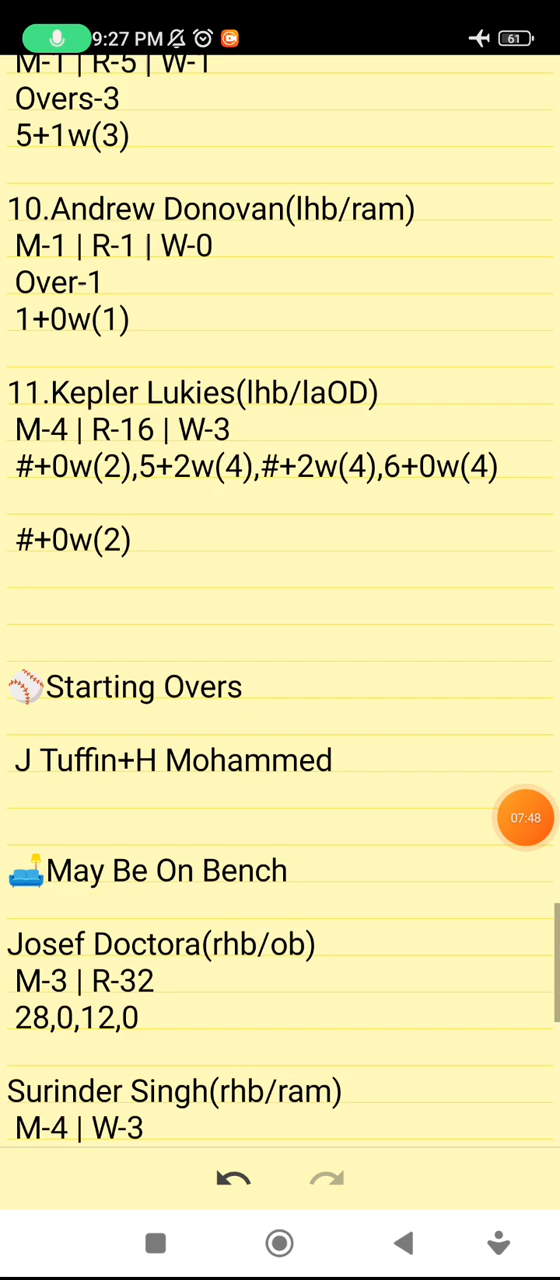 9:27 PM 61
M-1 | R-5 | W-1
Overs-3
5+1w(3)
10.Andrew Donovan(lhb/ram)
M-1 | R-1 | W-0
Over-1
1+0w(1)
11.Kepler Lukies(lhb/laOD)
M-4 | R-16 | W-3
#+0w(2),5+2w(4),#+2w(4),6+0w(4)
#+0w(2)
⚾Starting Overs
J Tuffin+H Mohammed
07:48
🛋️May Be On Bench
Josef Doctora(rhb/ob)
M-3 | R-32
28,0,12,0
Surinder Singh(rhb/ram)
M-4 | W-3